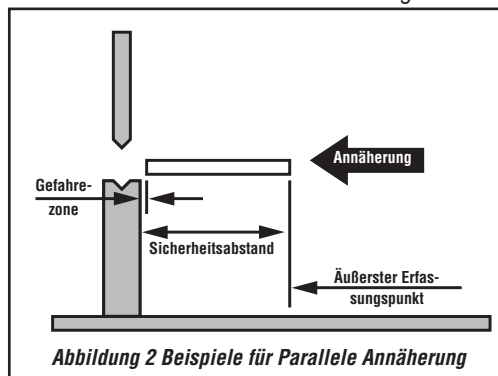 Annäherung
Gefahre-
zone
Sicherheitsabstand
Äußerster Erfas-
sungspunkt
Abbildung 2 Beispiele für Parallele Annäherung